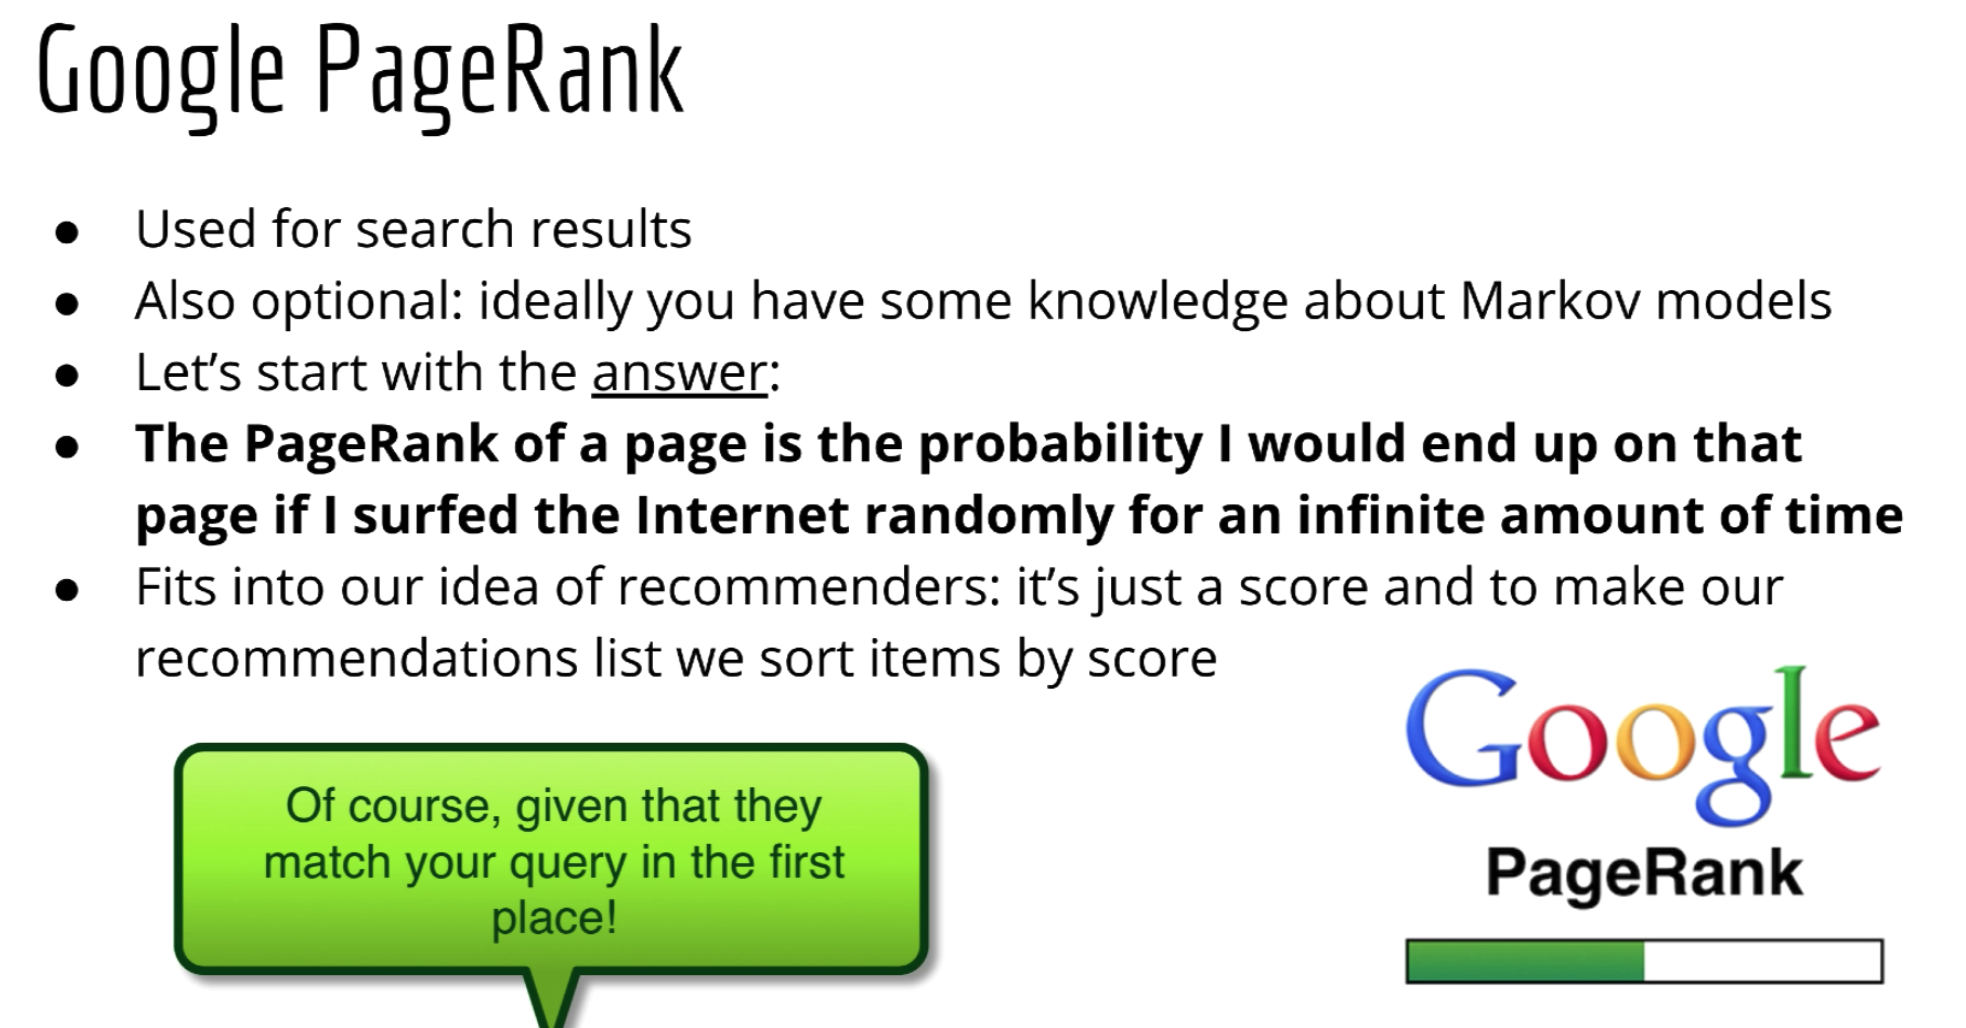 Google PageRank
● Used for search results
● Also optional: ideally you have some knowledge about Markov models
● Let’s start with the answer:
● The PageRank of a page is the probability I would end up on that
page if I surfed the Internet randomly for an infinite amount of time
● Fits into our idea of recommenders: it’s just a score and to make our
recommendations list we sort items by score
Of course, given that they
match your query in the first
place!
Google
PageRank